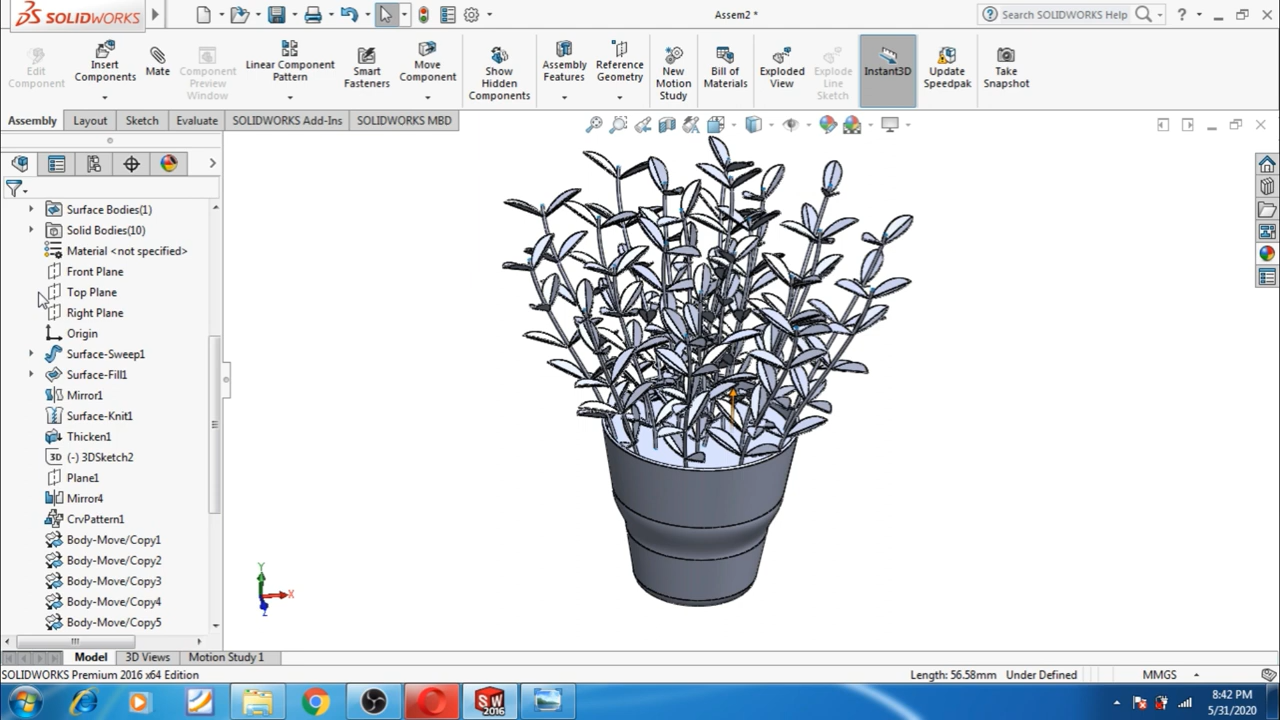 SOLIDWORKS
Assem2 *
Search SOLIDWORKS Help
?
Edit Component
Insert Components
Mate
Component Preview Window
Linear Component Pattern
Smart Fasteners
Move Component
Show Hidden Components
Assembly Features
Reference Geometry
New Motion Study
Bill of Materials
Exploded View
Explode Line Sketch
Instant3D
Update Speedpak
Take Snapshot
Assembly Layout Sketch Evaluate SOLIDWORKS Add-Ins SOLIDWORKS MBD
Surface Bodies(1)
Solid Bodies(10)
Material <not specified>
Front Plane
Top Plane
Right Plane
Origin
Surface-Sweep1
Surface-Fill1
Mirror1
Surface-Knit1
Thicken1
3D (-) 3DSketch2
Plane1
Mirror4
CrvPattern1
Body-Move/Copy1
Body-Move/Copy2
Body-Move/Copy3
Body-Move/Copy4
Body-Move/Copy5
Y
X
Z
Model 3D Views Motion Study 1
SOLIDWORKS Premium 2016 x64 Edition
Length: 56.58mm Under Defined MMGS
SW
2016
8:42 PM
5/31/2020